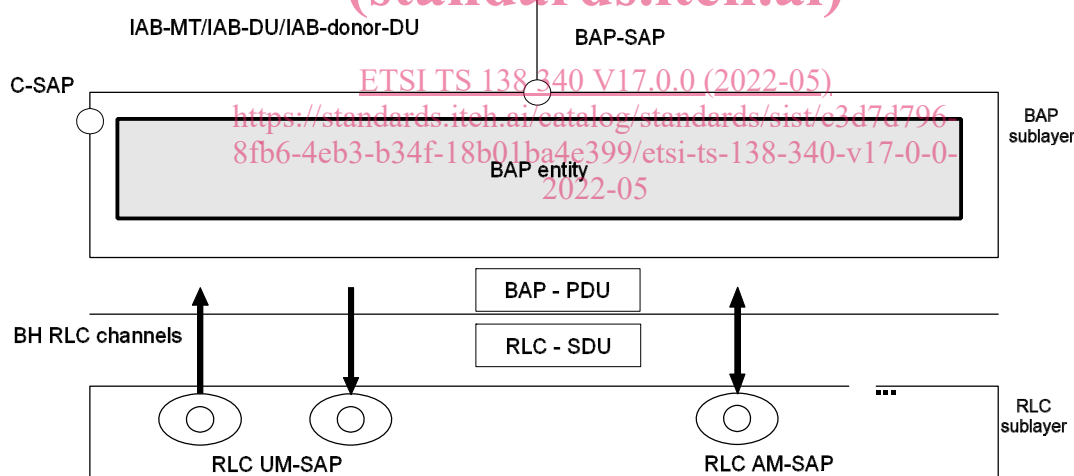 (standards.iteh.ai)
IAB-MT/IAB-DU/IAB-donor-DU
BAP-SAP
C-SAP
ETSI TS 138 340 V17.0.0 (2022-05)
https://standards.iteh.ai/catalog/standards/sist/c3d7d796-
8fb6-4eb3-b34f-18b01ba4e399/etsi-ts-138-340-v17-0-0-
2022-05
BAP
sublayer
BAP entity
BAP - PDU
BH RLC channels
RLC - SDU
...
RLC
sublayer
RLC UM-SAP
RLC AM-SAP